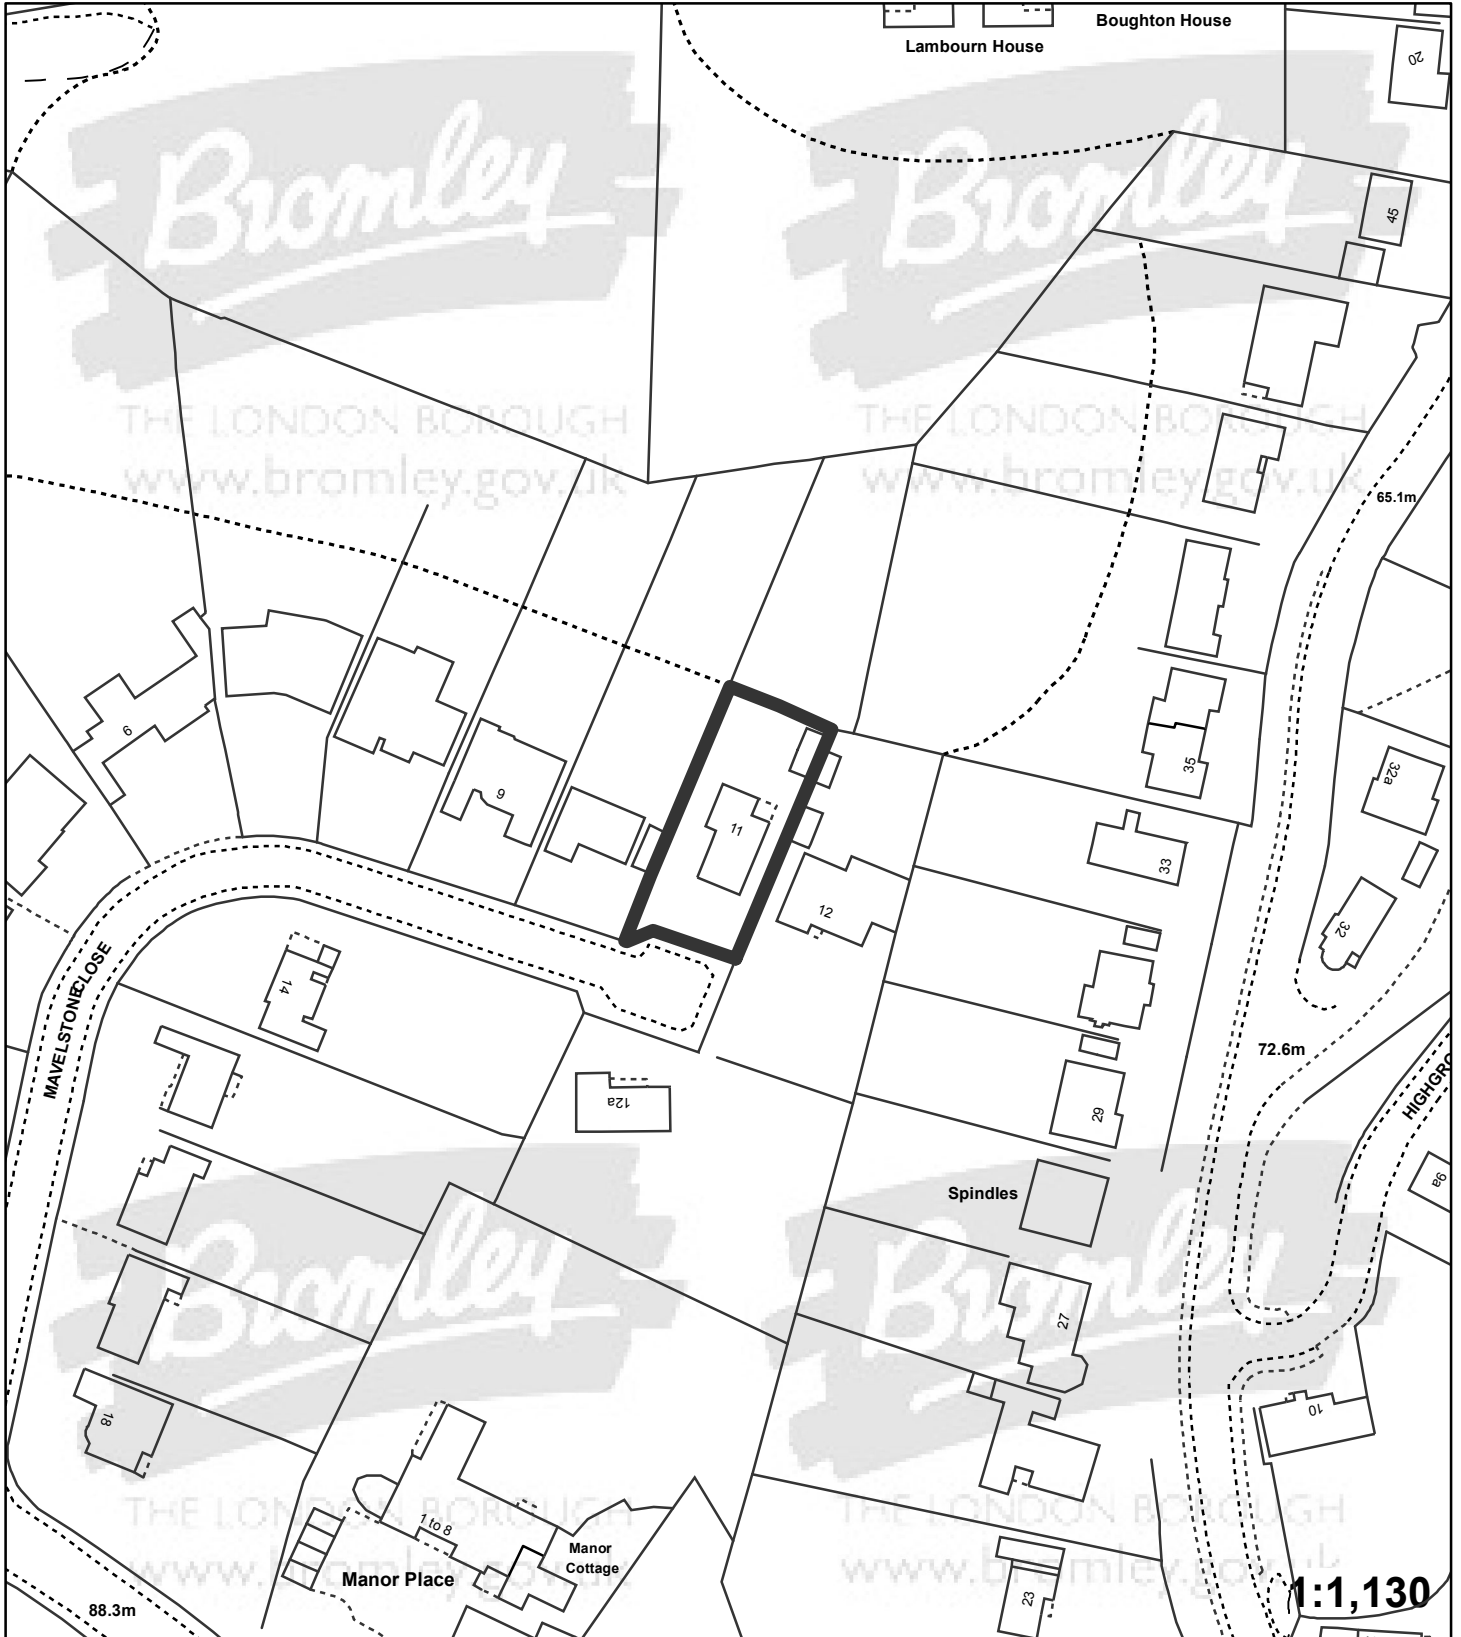 Boughton House
Lambourn House
20
Bromley
THE LONDON BOROUGH
www.bromley.gov.uk
Bromley
THE LONDON BOROUGH
www.bromley.gov.uk
45
65.1m
6
9
11
12
35
33
32a
32
MAVELSTONE CLOSE
14
12a
72.6m
29
HIGHGRO
9a
Spindles
27
10
18
Bromley
THE LONDON BOROUGH
www.bromley.gov.uk
Bromley
THE LONDON BOROUGH
www.bromley.gov.uk
1 to 8
Manor
Cottage
Manor Place
23
88.3m
1:1,130